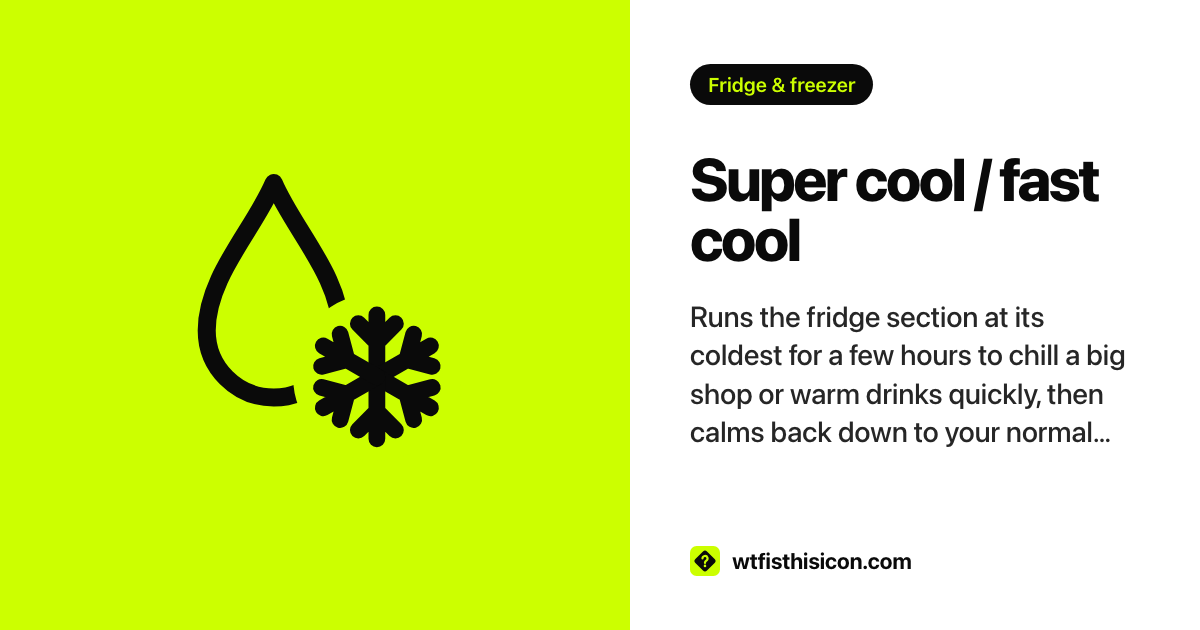 Fridge & freezer
Super cool / fast
cool
Runs the fridge section at its
coldest for a few hours to chill a big
shop or warm drinks quickly, then
calms back down to your normal…
?
wtfisthisicon.com